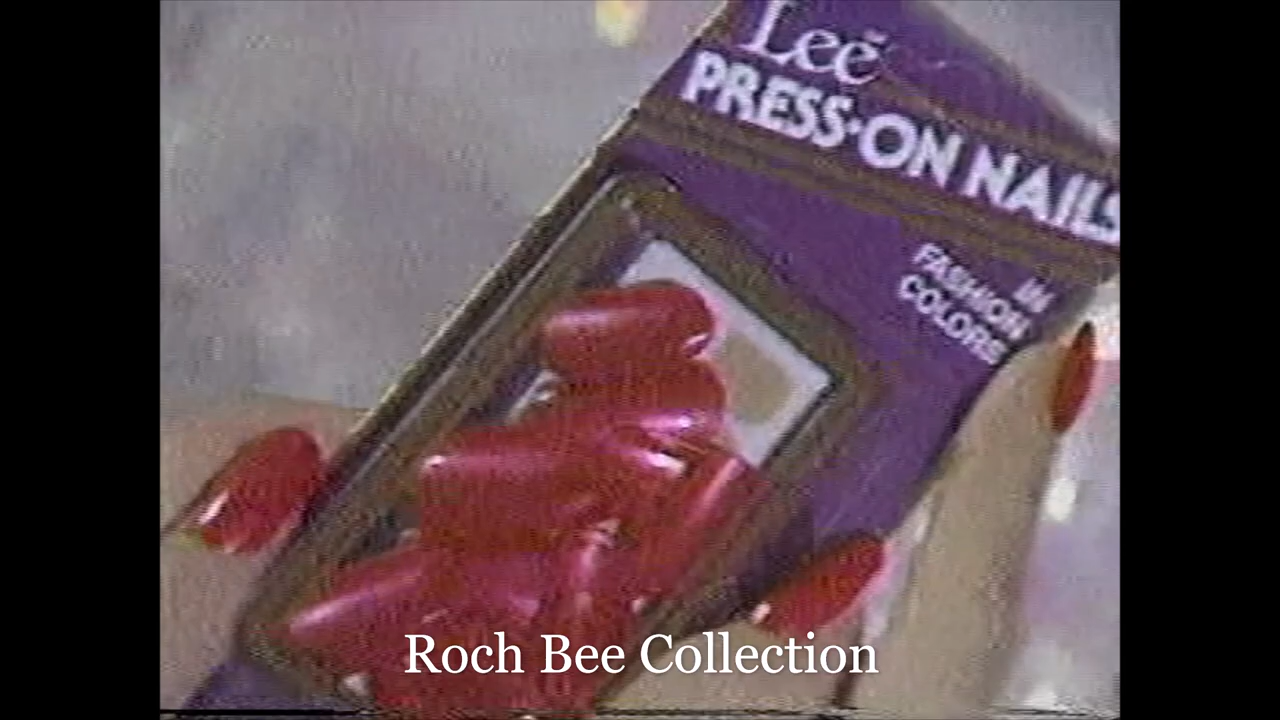 Lee
PRESS-ON NAILS
IN
FASHION
COLORS
Roch Bee Collection